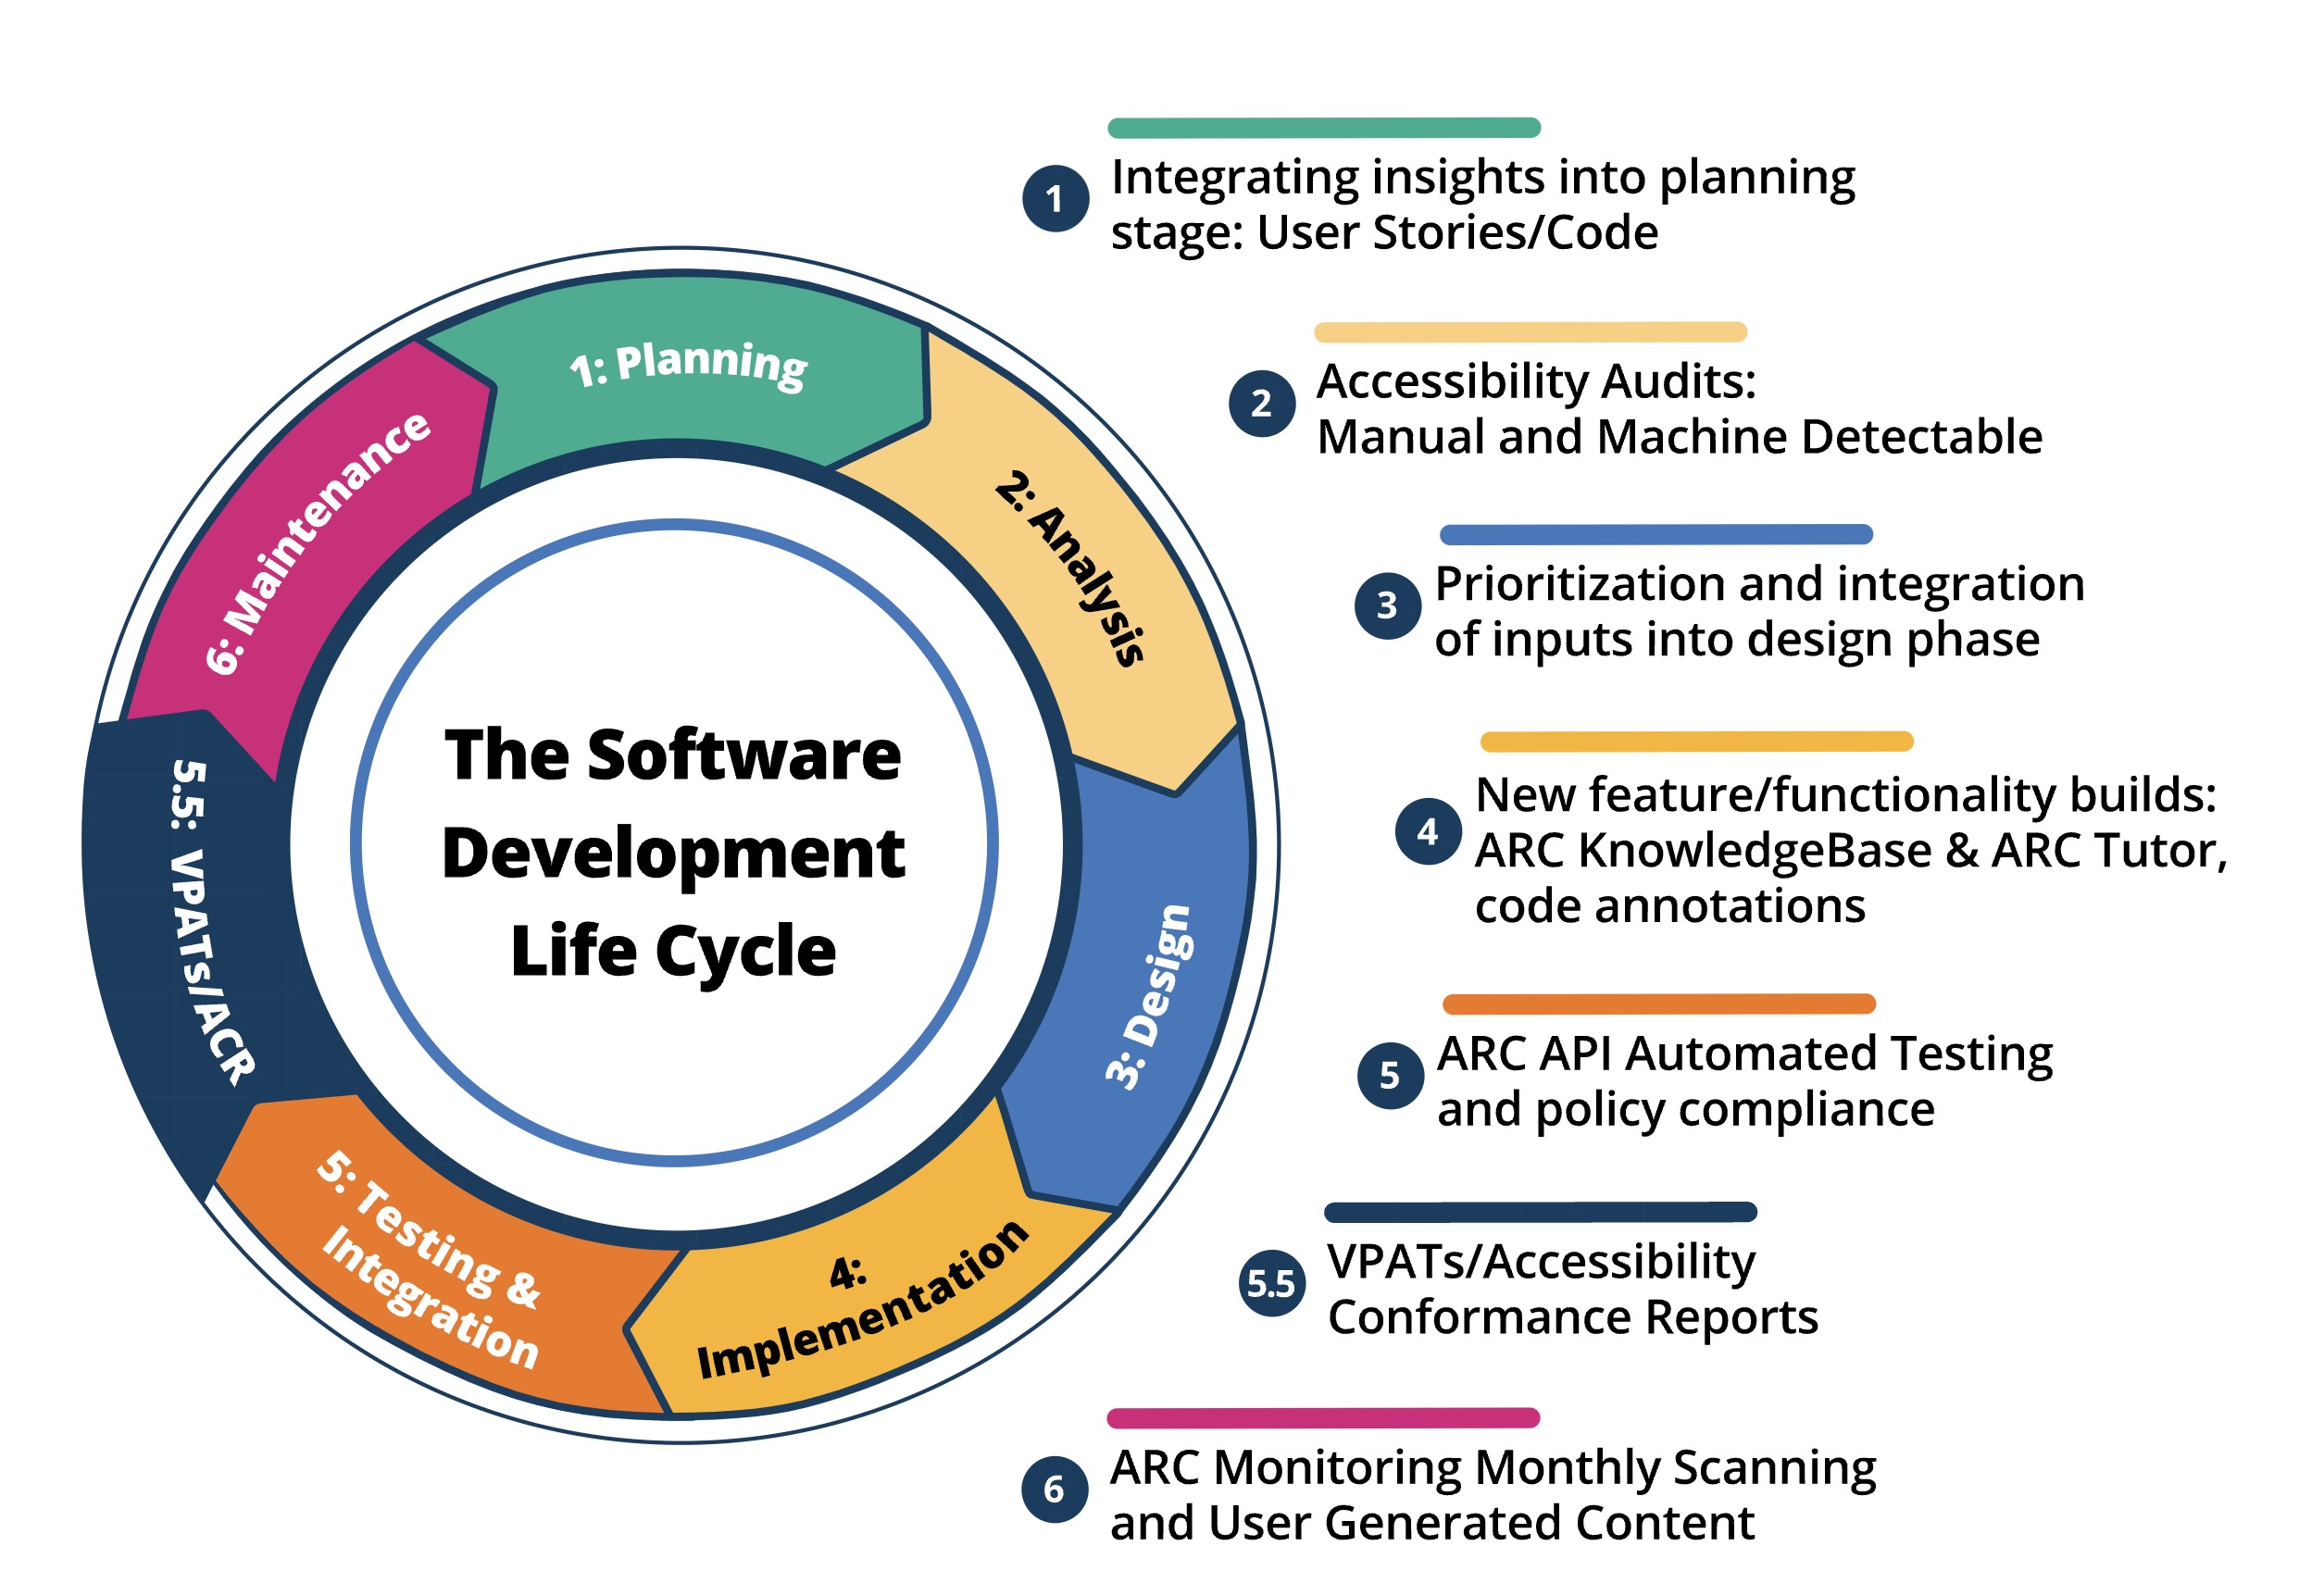 The Software
Development
Life Cycle
1: Planning
2: Analysis
3: Design
4:
Implementation
5: Testing &
Integration
5.5: VPATs/ACR
6: Maintenance
1
Integrating insights into planning
stage: User Stories/Code
2
Accessibility Audits:
Manual and Machine Detectable
3
Prioritization and integration
of inputs into design phase
4
New feature/functionality builds:
ARC KnowledgeBase & ARC Tutor,
code annotations
5
ARC API Automated Testing
and policy compliance
5.5
VPATs/Accessibility
Conformance Reports
6
ARC Monitoring Monthly Scanning
and User Generated Content